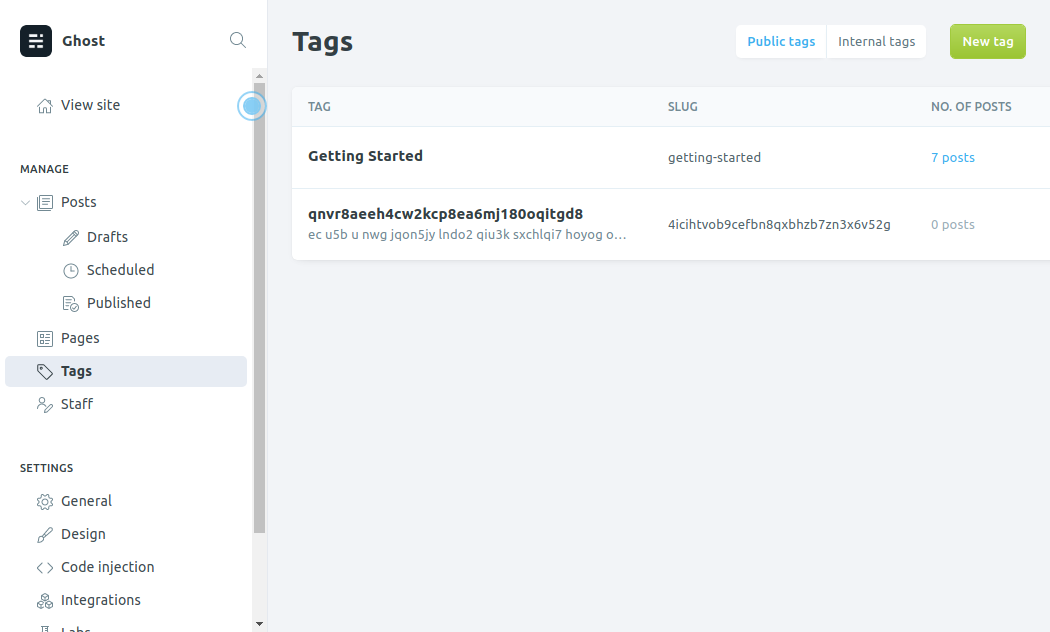 Ghost
View site
MANAGE
Posts
Drafts
Scheduled
Published
Pages
Tags
Staff
SETTINGS
General
Design
Code injection
Integrations
Labs
Tags
Public tags
Internal tags
New tag
TAG SLUG NO. OF POSTS
Getting Started getting-started 7 posts
qnvr8aeeh4cw2kcp8ea6mj180oqitgd8 4icihtvob9cefbn8qxbhzb7zn3x6v52g 0 posts
ec u5b u nwg jqon5jy lndo2 qiu3k sxchlqi7 hoyog o…